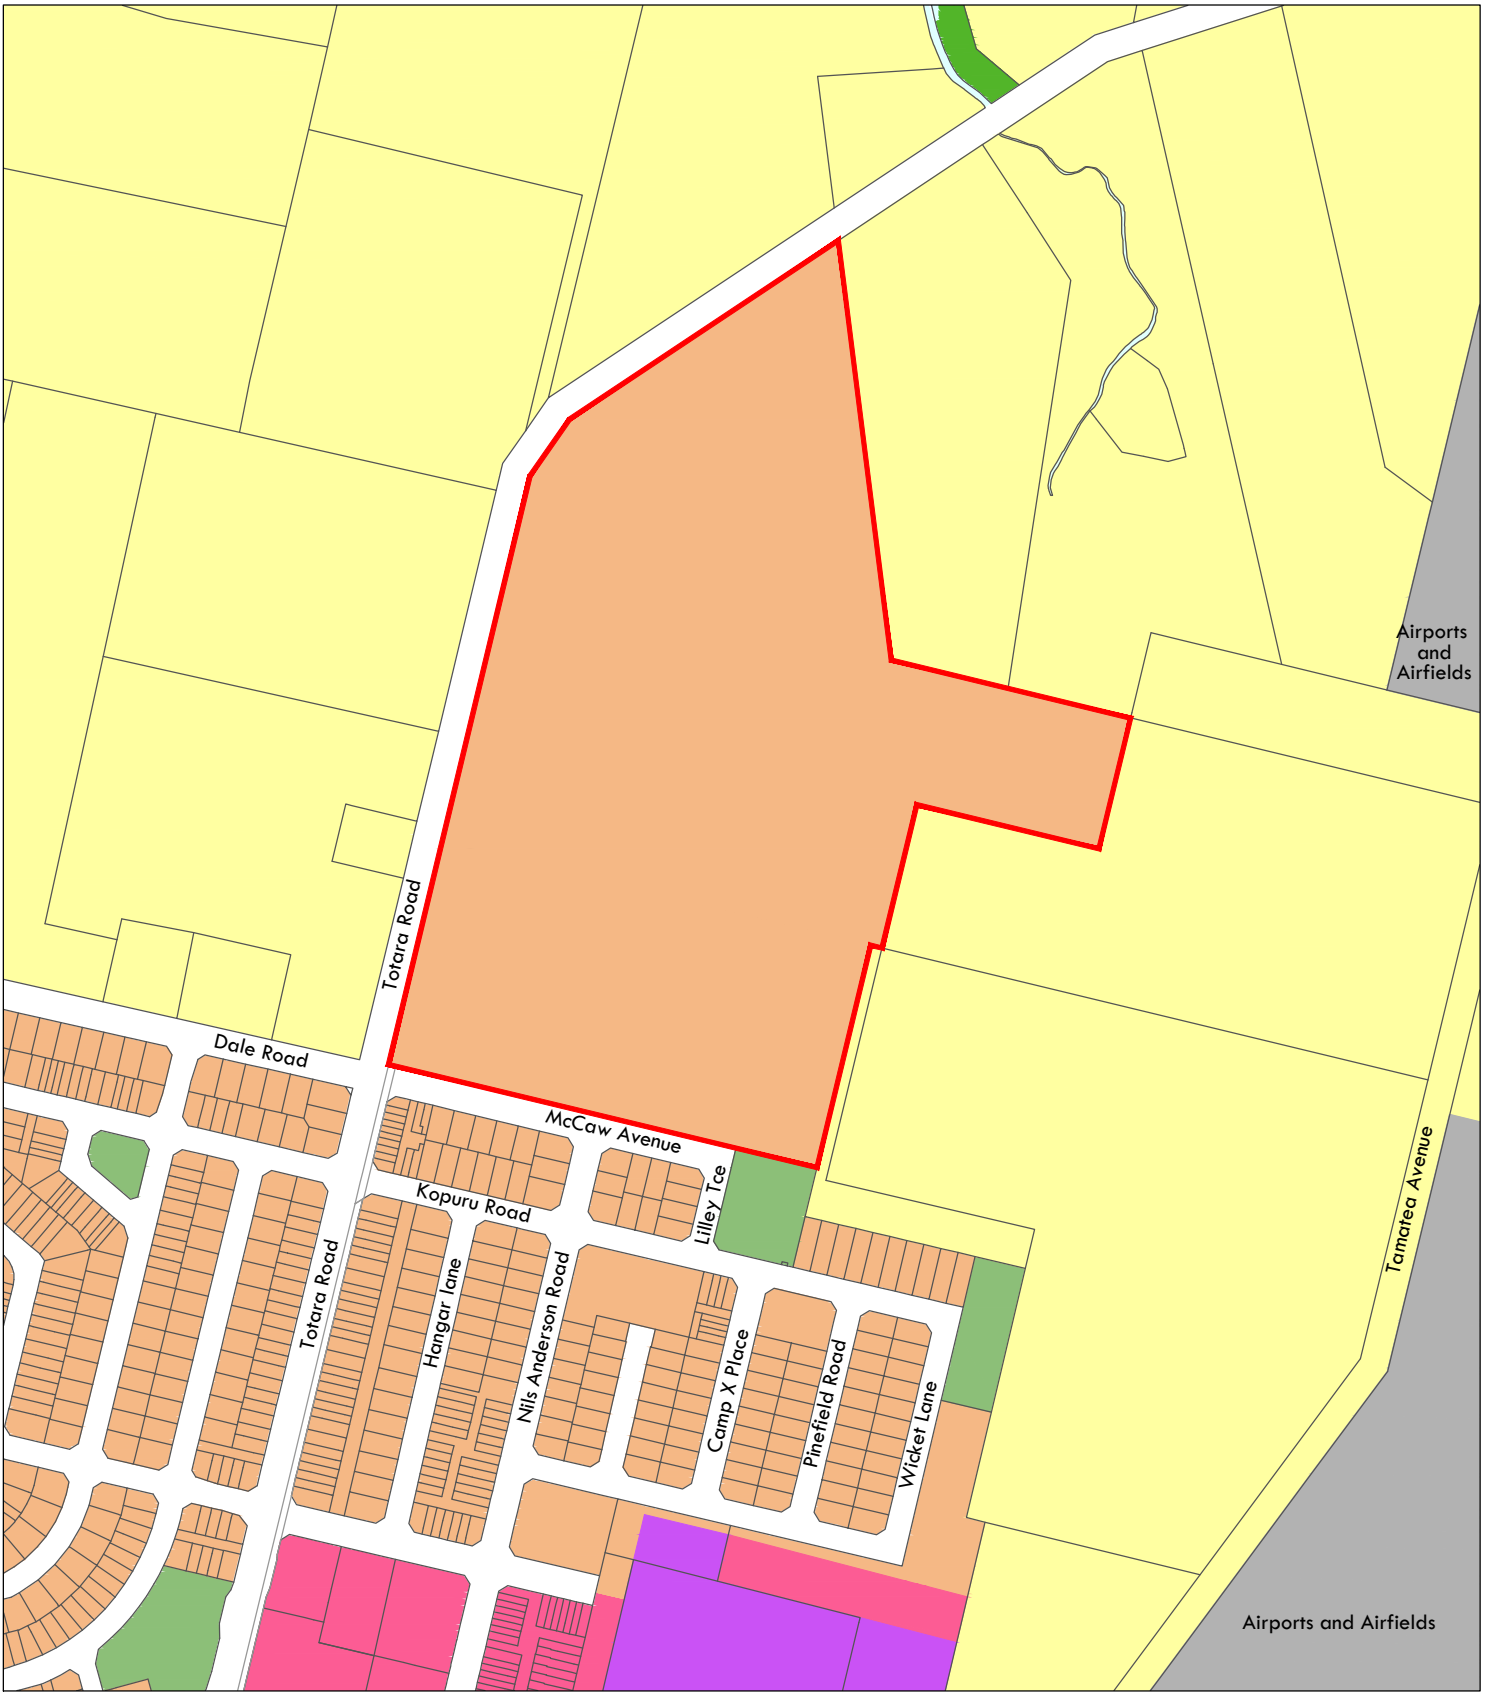 Airports
and
Airfields
Totara Road
Dale Road
McCaw Avenue
Lilley Tce
Kopuru Road
Tamatea Avenue
Totara Road
Hangar lane
Nils Anderson Road
Camp X Place
Pinefield Road
Wicket Lane
Airports and Airfields